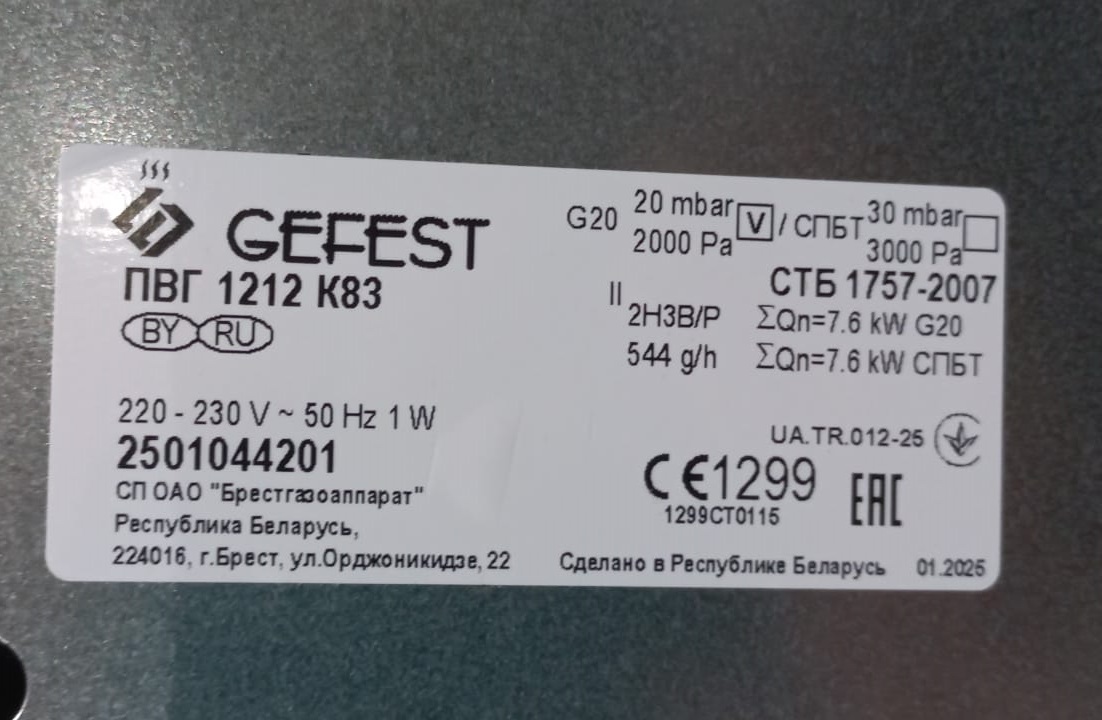 GEFEST
ПВГ 1212 К83
BY RU
220 - 230 V ~ 50 Hz 1 W
2501044201
СП ОАО "Брестгазоаппарат"
Республика Беларусь,
224016, г.Брест, ул.Орджоникидзе, 22
G20 20 mbar V / СПБТ 30 mbar
2000 Pa 3000 Pa
СТБ 1757-2007
II 2H3B/P ΣQn=7.6 kW G20
544 g/h ΣQn=7.6 kW СПБТ
UA.TR.012-25
CE1299
1299CT0115
EAC
Сделано в Республике Беларусь 01.2025